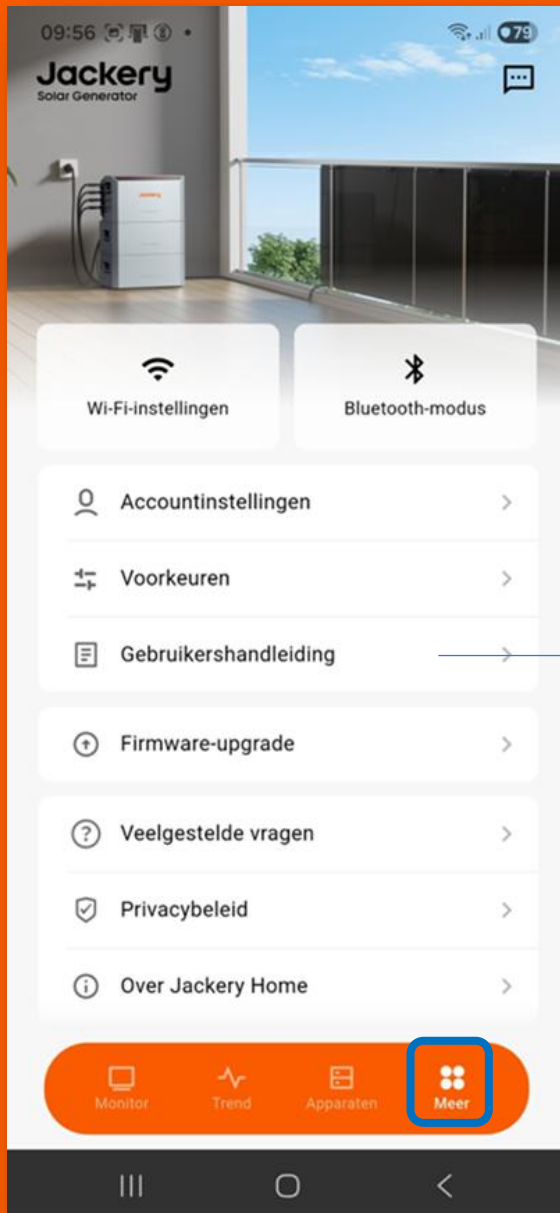 09:56
79
Jackery
Solar Generator
Wi-Fi-instellingen
Bluetooth-modus
Accountinstellingen
Voorkeuren
Gebruikershandleiding
Firmware-upgrade
Veelgestelde vragen
Privacybeleid
Over Jackery Home
Monitor
Trend
Apparaten
Meer